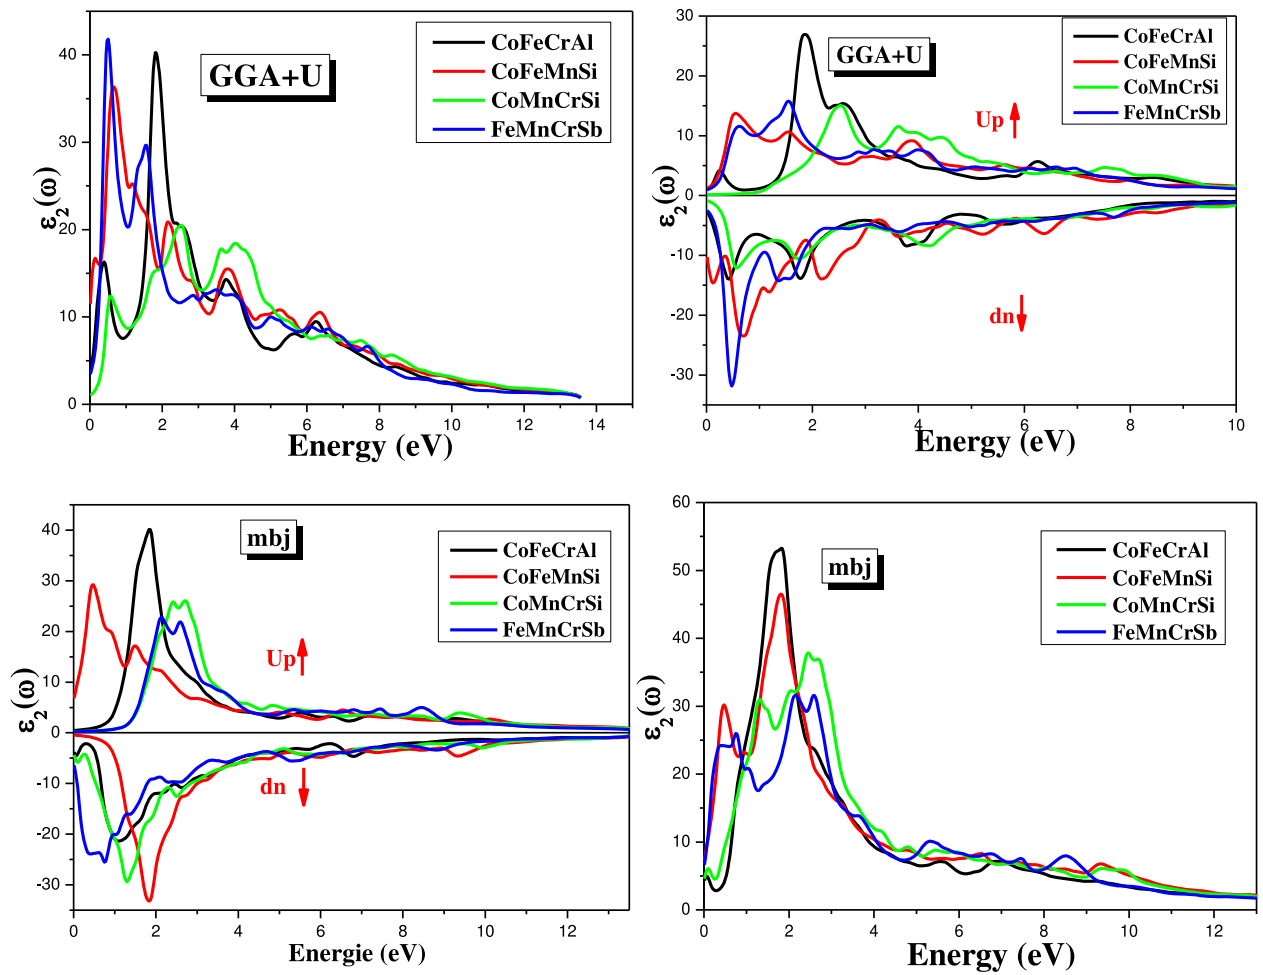 ε2(ω)
40
30
20
10
0
GGA+U
CoFeCrAl
CoFeMnSi
CoMnCrSi
FeMnCrSb
0 2 4 6 8 10 12 14
Energy (eV)
ε2(ω)
30
20
10
0
-10
-20
-30
GGA+U
CoFeCrAl
CoFeMnSi
CoMnCrSi
FeMnCrSb
Up
dn
0 2 4 6 8 10
Energy (eV)
ε2(ω)
40
30
20
10
0
-10
-20
-30
mbj
CoFeCrAl
CoFeMnSi
CoMnCrSi
FeMnCrSb
Up
dn
0 2 4 6 8 10 12
Energie (eV)
ε2(ω)
60
50
40
30
20
10
0
mbj
CoFeCrAl
CoFeMnSi
CoMnCrSi
FeMnCrSb
0 2 4 6 8 10 12
Energy (eV)